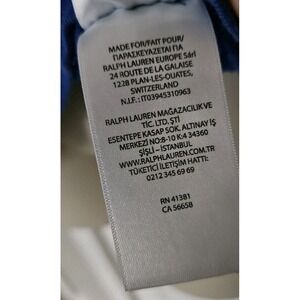 MADE FOR/FAIT POUR/
ΠΑΡΑΣΚΕΥΑΖΕΤΑΙ ΓΙΑ
RALPH LAUREN EUROPE Sàrl
24 ROUTE DE LA GALAISE
1228 PLAN-LES-OUATES,
SWITZERLAND
N.I.F.: IT03945310963
RALPH LAUREN MAĞAZACILIK VE
TİC. LTD. ŞTİ
ESENTEPE KASAP SOK. ALTINAY İŞ
MERKEZİ NO:8-10 K:4 34360
ŞİŞLİ - İSTANBUL
WWW.RALPHLAUREN.COM
TÜKETİCİ İLETİŞİM HATTI:
0212 345 69 69
RN 41381
CA 56658